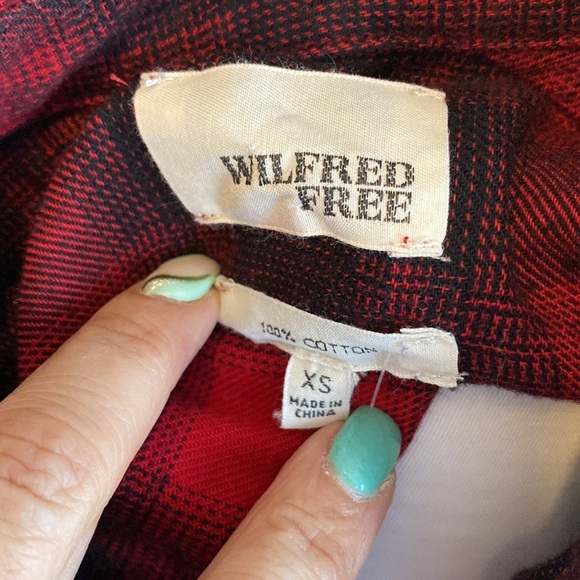 WILFRED
FREE
100% COTTON
XS
MADE IN
CHINA